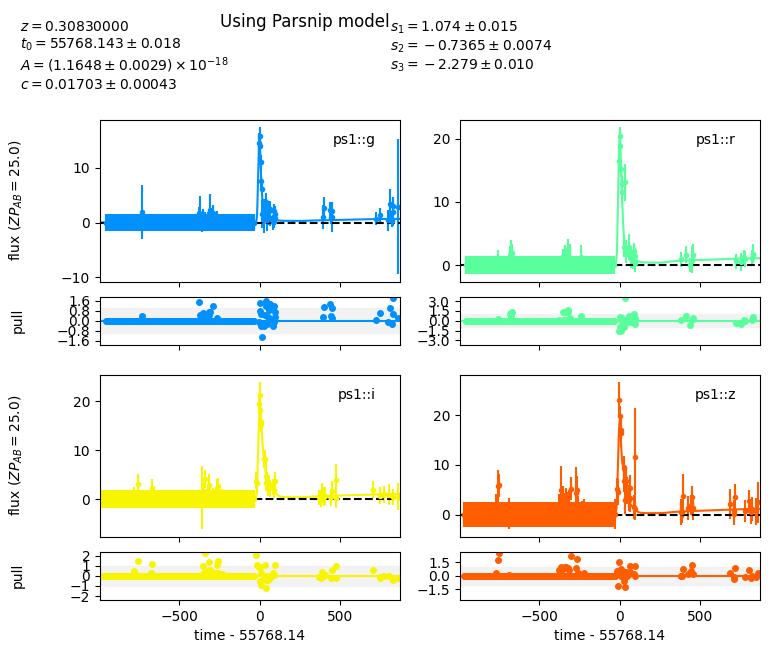 Using Parsnip model
z = 0.30830000
t₀ = 55768.143 ± 0.018
A = (1.1648 ± 0.0029) × 10⁻¹⁸
c = 0.01703 ± 0.00043
s₁ = 1.074 ± 0.015
s₂ = −0.7365 ± 0.0074
s₃ = −2.279 ± 0.010
flux (ZP_AB = 25.0)
ps1::g
10
0
−10
ps1::r
20
10
0
pull
1.6
0.8
0.0
−0.8
−1.6
3.0
1.5
0.0
−1.5
−3.0
flux (ZP_AB = 25.0)
ps1::i
20
10
0
ps1::z
20
10
0
pull
2
1
0
−1
−2
1.5
0.0
−1.5
−500
0
500
time - 55768.14
−500
0
500
time - 55768.14